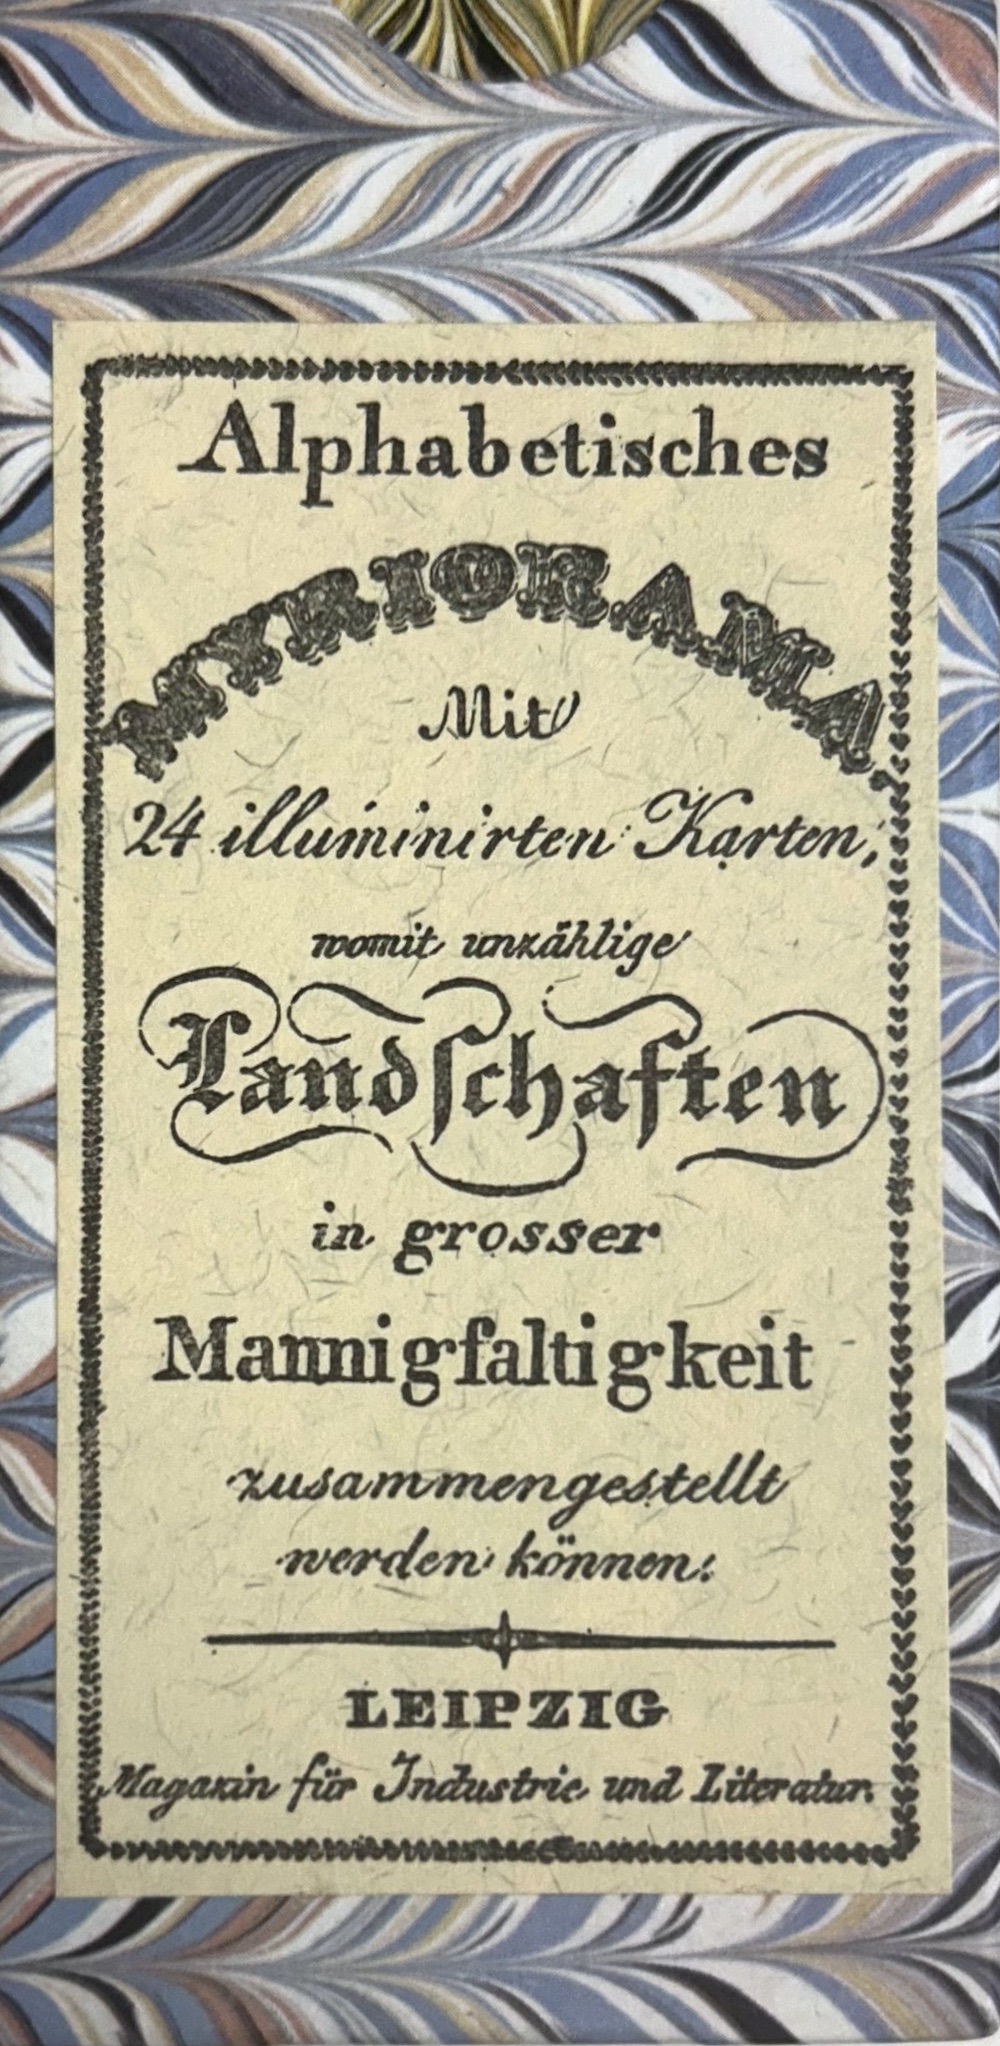 Alphabetisches
MYRIORAMA,
Mit
24 illuminirten Karten,
womit unzählige
Landſchaften
in grosser
Mannigfaltigkeit
zusammengestellt
werden können.
LEIPZIG
Magazin für Industrie und Literatur.